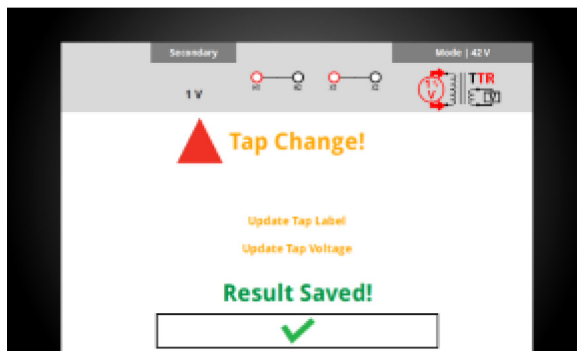 Secondary
Mode | 42 V
1 V
TTR
Tap Change!
Update Tap Label
Update Tap Voltage
Result Saved!